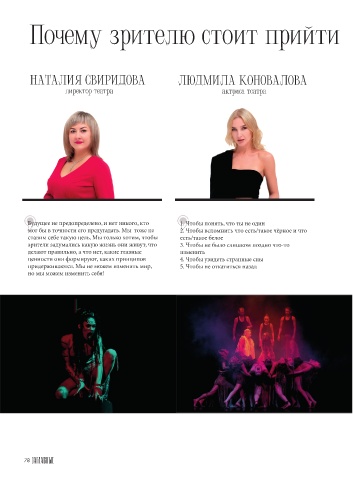 Почему зрителю стоит прийти
НАТАЛИЯ СВИРИДОВА
директор театра
ЛЮДМИЛА КОНОВАЛОВА
актриса театра
Будущее не предопределено, и нет никого, кто
мог бы в точности его предугадать. Мы тоже не
ставим себе такую цель. Мы только хотим, чтобы
зрители задумались какую жизнь они живут, что
делают правильно, а что нет, какие главные
ценности они формируют, каких принципов
придерживаются. Мы не можем изменить мир,
но мы можем изменить себя!
1. Чтобы понять, что ты не один
2. Чтобы вспомнить что есть/такое чёрное и что
есть/такое белое
3. Чтобы не было слишком поздно что-то
изменить
4. Чтобы увидеть странные сны
5. Чтобы не откатиться назад
78